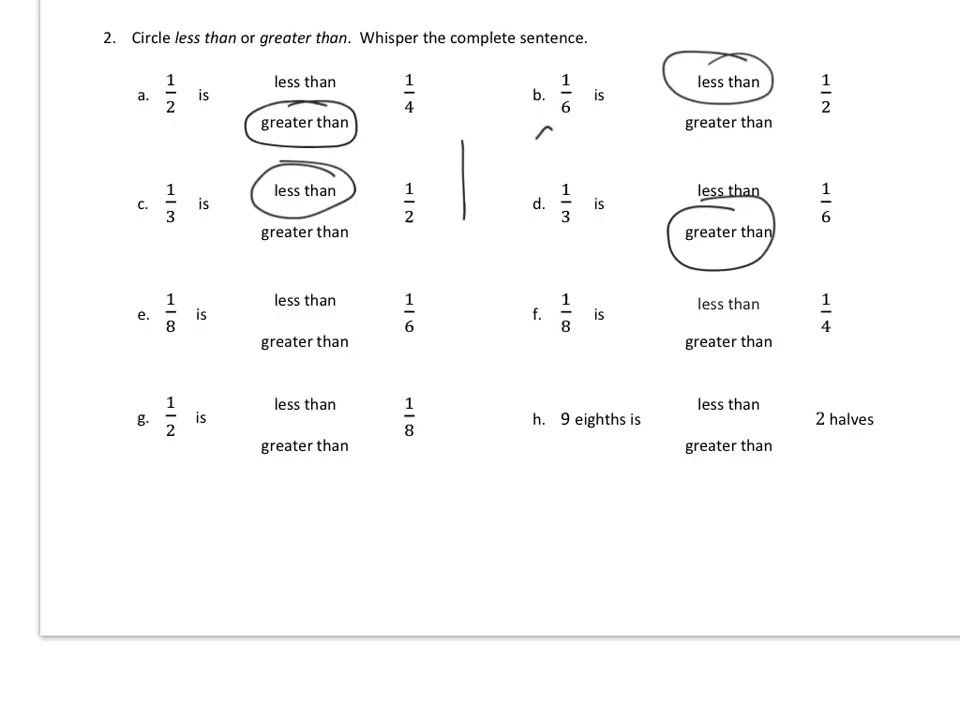 2. Circle less than or greater than. Whisper the complete sentence.
a. 1/2 is less than greater than 1/4
b. 1/6 is less than greater than 1/2
c. 1/3 is less than greater than 1/2
d. 1/3 is less than greater than 1/6
e. 1/8 is less than greater than 1/6
f. 1/8 is less than greater than 1/4
g. 1/2 is less than greater than 1/8
h. 9 eighths is less than greater than 2 halves